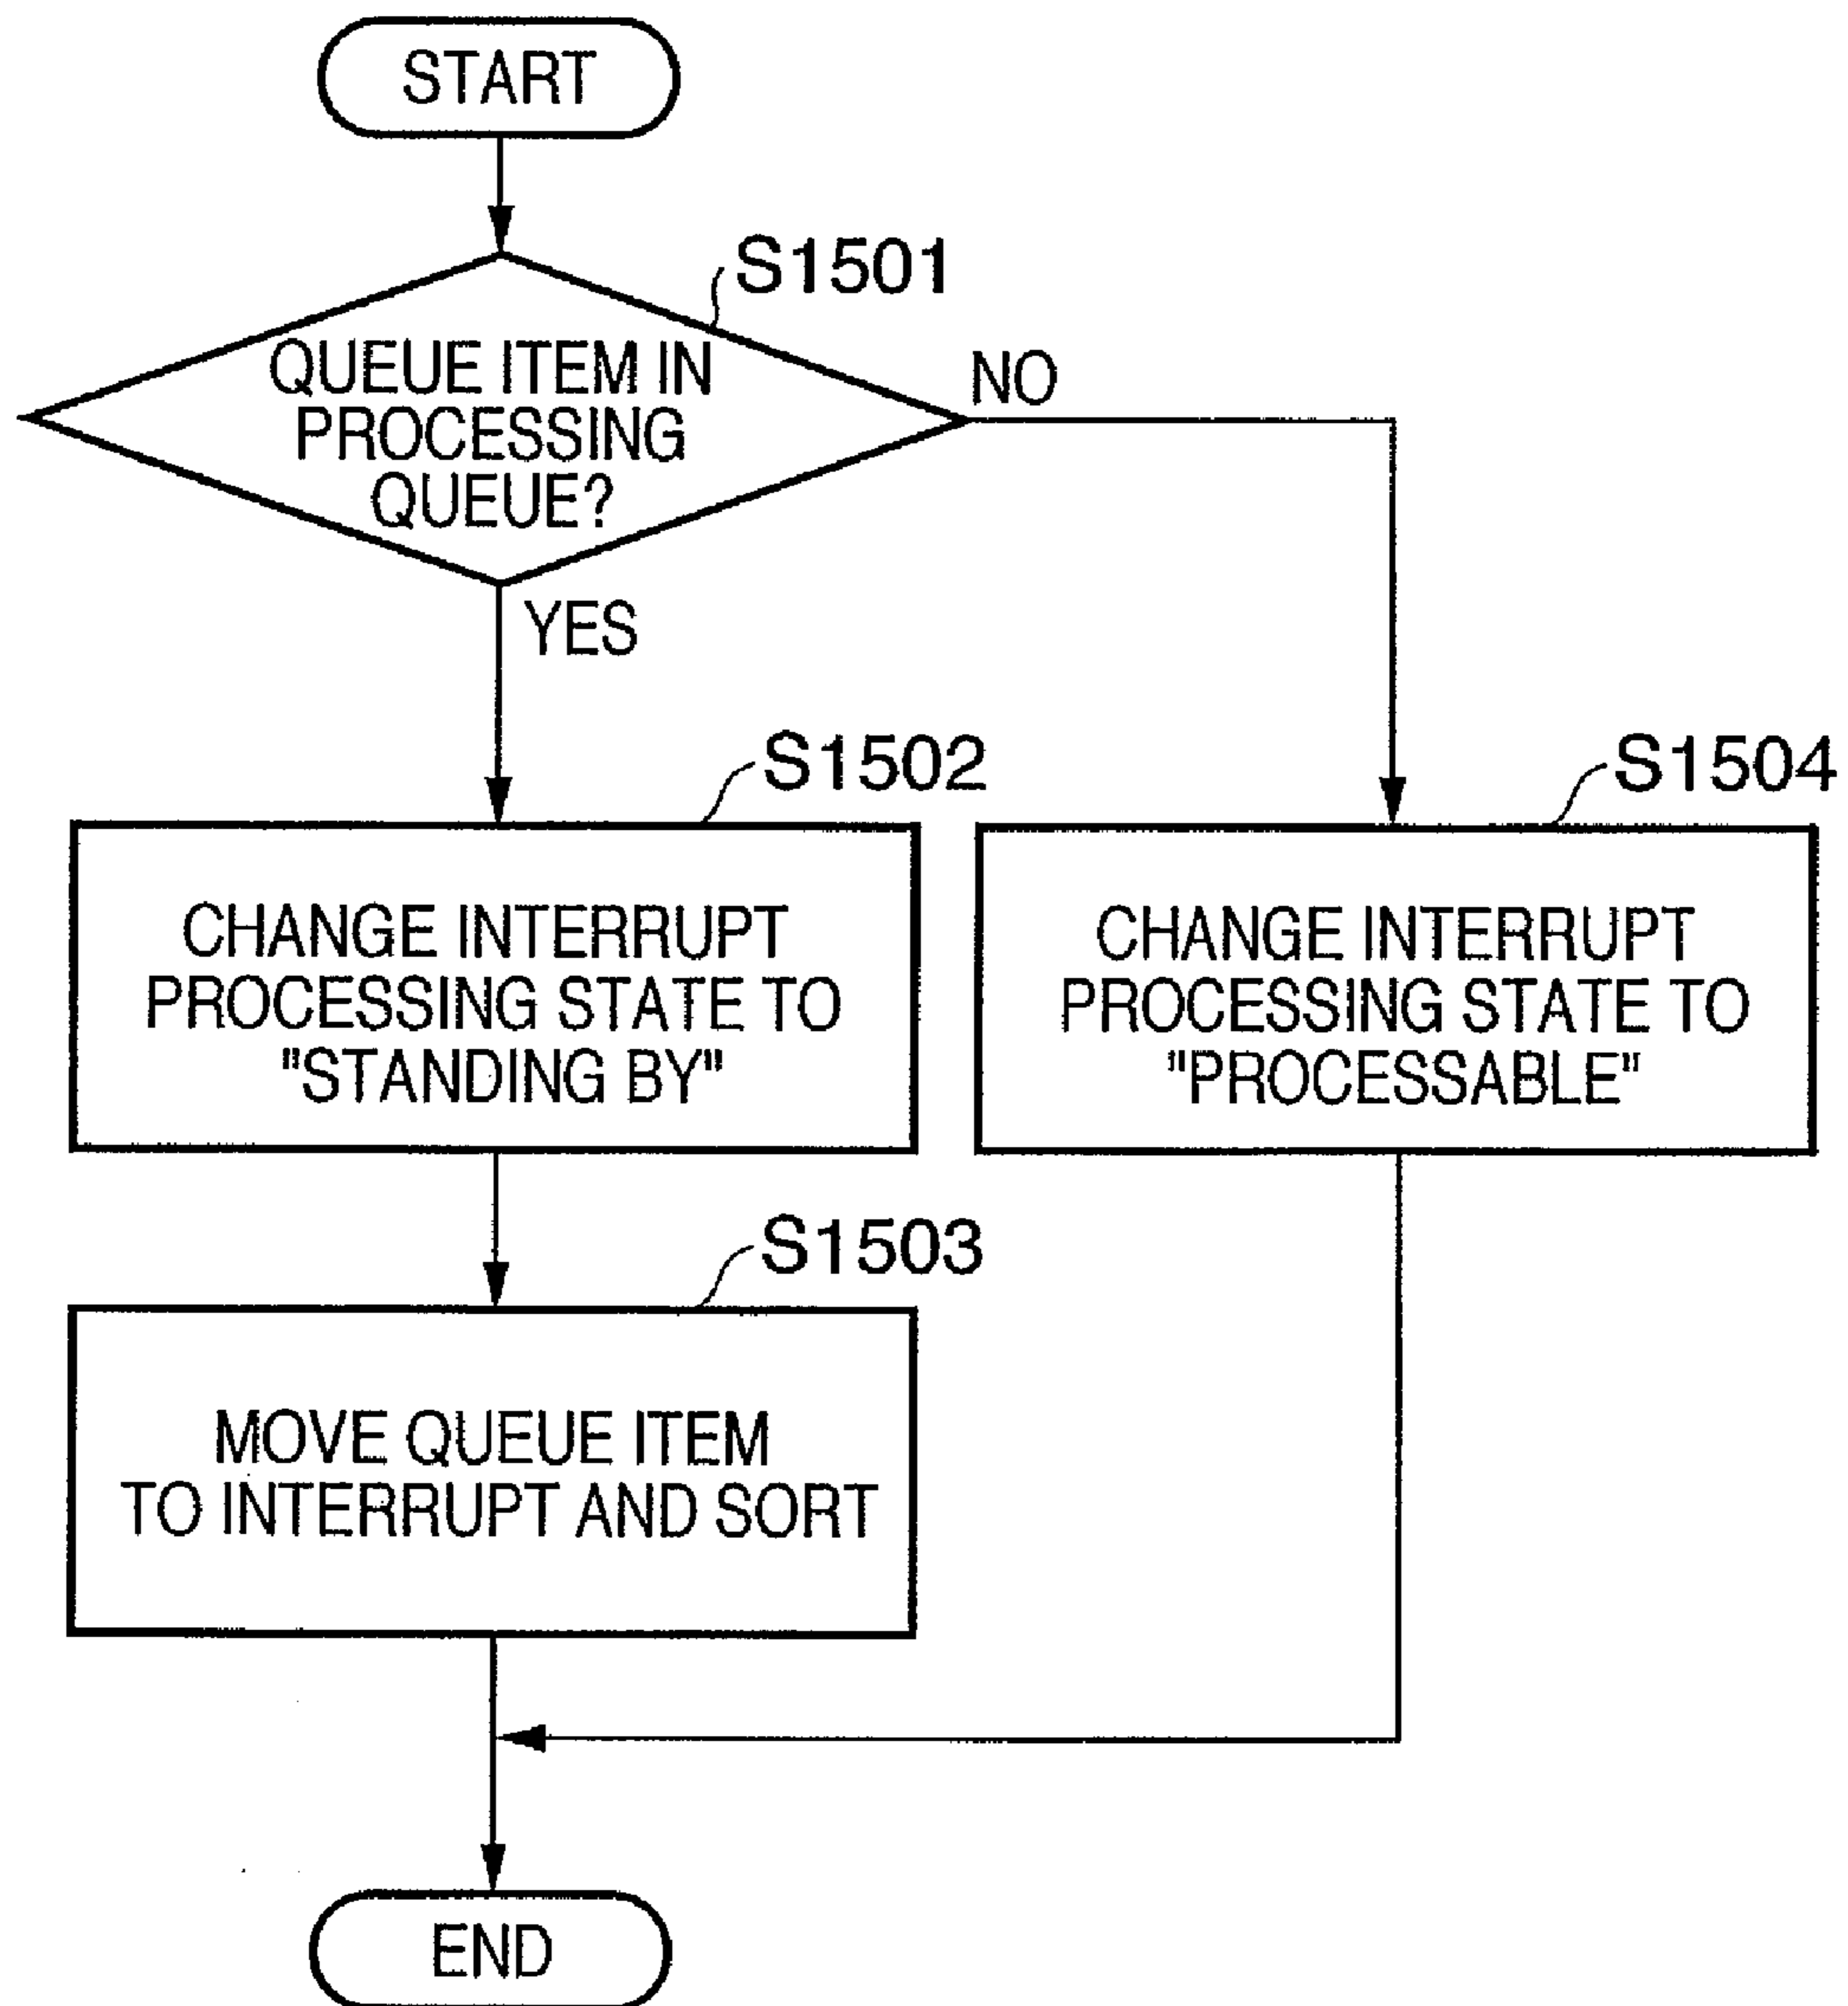 START
S1501
QUEUE ITEM IN
PROCESSING
QUEUE?
NO
YES
S1502
CHANGE INTERRUPT
PROCESSING STATE TO
"STANDING BY"
S1504
CHANGE INTERRUPT
PROCESSING STATE TO
"PROCESSABLE"
S1503
MOVE QUEUE ITEM
TO INTERRUPT AND SORT
END